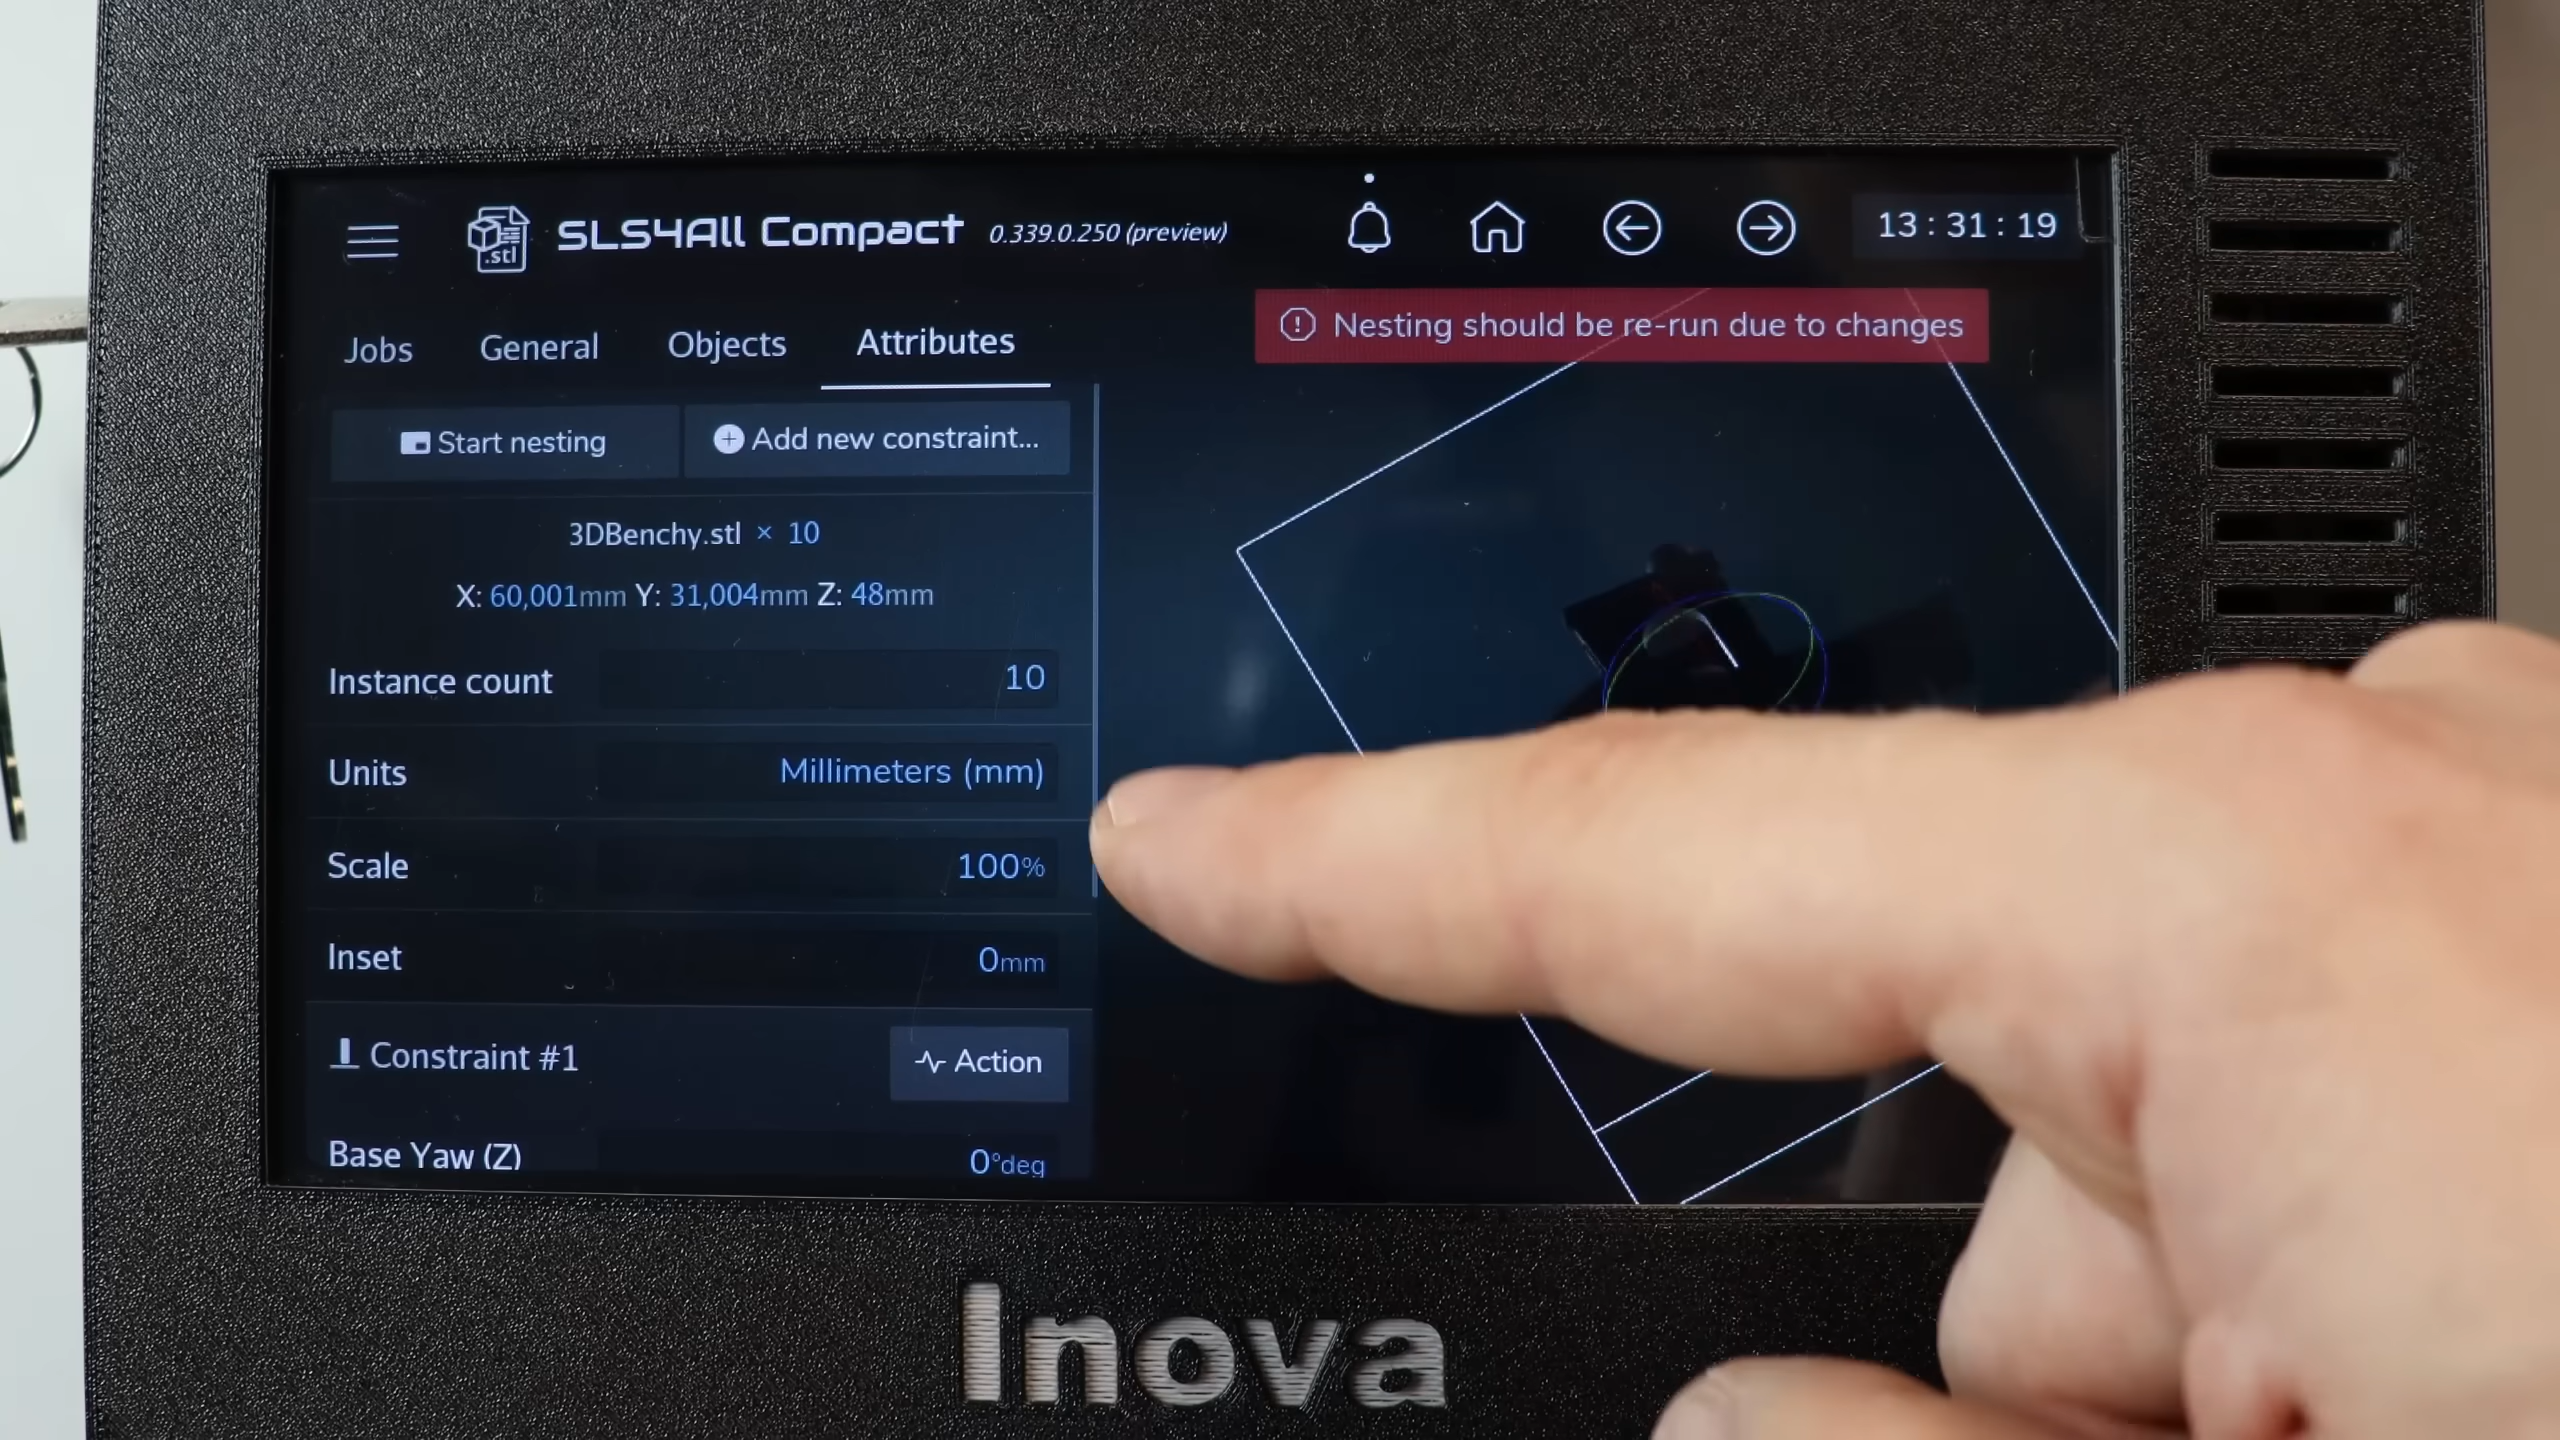 SLS4All Compact 0.339.0.250 (preview)
.stl
13 : 31 : 19
Nesting should be re-run due to changes
Jobs General Objects Attributes
Start nesting
Add new constraint...
3DBenchy.stl × 10
X: 60,001mm Y: 31,004mm Z: 48mm
Instance count 10
Units Millimeters (mm)
Scale 100%
Inset 0mm
Constraint #1 Action
Base Yaw (Z) 0°deg
Inova